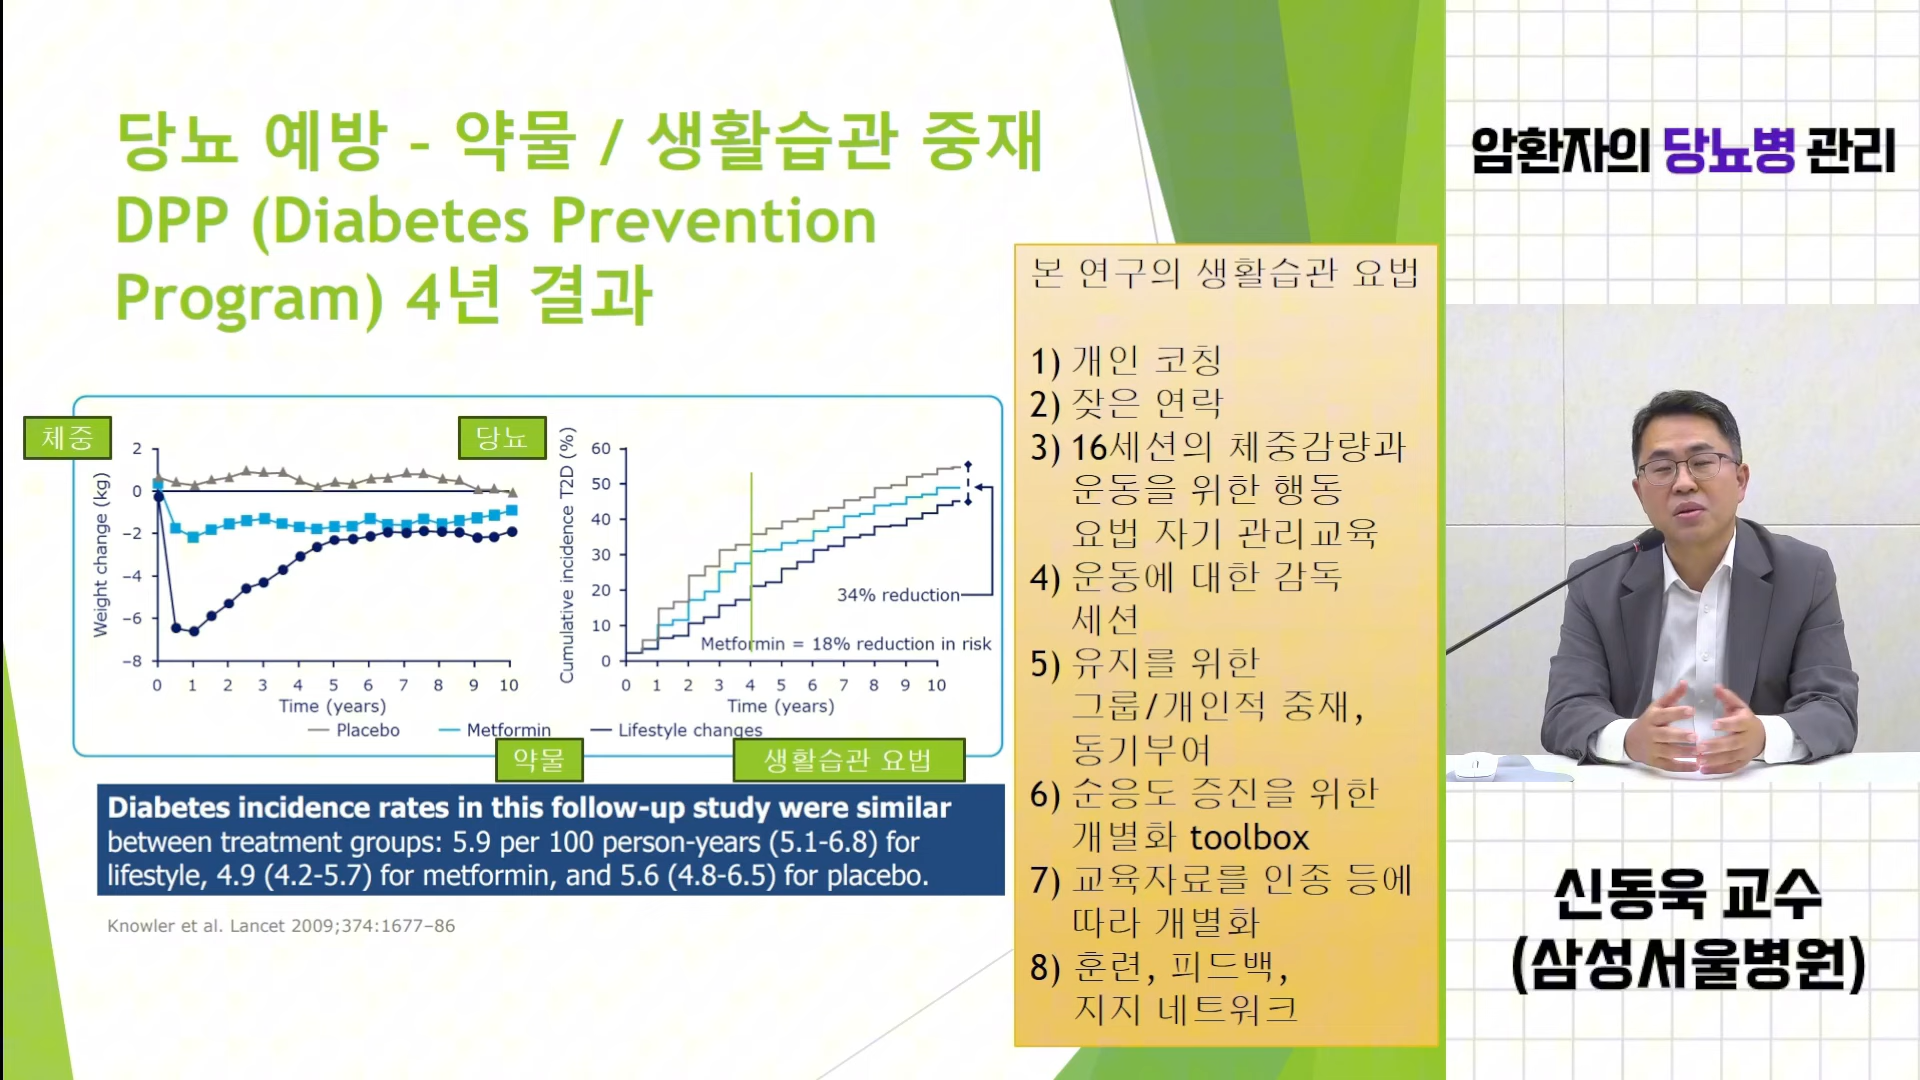 당뇨 예방 - 약물 / 생활습관 중재
DPP (Diabetes Prevention
Program) 4년 결과
체중
Weight change (kg)
2
0
−2
−4
−6
−8
0 1 2 3 4 5 6 7 8 9 10
Time (years)
당뇨
Cumulative incidence T2D (%)
60
50
40
30
20
10
0
34% reduction
Metformin = 18% reduction in risk
0 1 2 3 4 5 6 7 8 9 10
Time (years)
Placebo Metformin Lifestyle changes
약물 생활습관 요법
Diabetes incidence rates in this follow-up study were similar
between treatment groups: 5.9 per 100 person-years (5.1-6.8) for
lifestyle, 4.9 (4.2-5.7) for metformin, and 5.6 (4.8-6.5) for placebo.
Knowler et al. Lancet 2009;374:1677–86
본 연구의 생활습관 요법
1) 개인 코칭
2) 잦은 연락
3) 16세션의 체중감량과
운동을 위한 행동
요법 자기 관리교육
4) 운동에 대한 감독
세션
5) 유지를 위한
그룹/개인적 중재,
동기부여
6) 순응도 증진을 위한
개별화 toolbox
7) 교육자료를 인종 등에
따라 개별화
8) 훈련, 피드백,
지지 네트워크
암환자의 당뇨병 관리
신동욱 교수
(삼성서울병원)